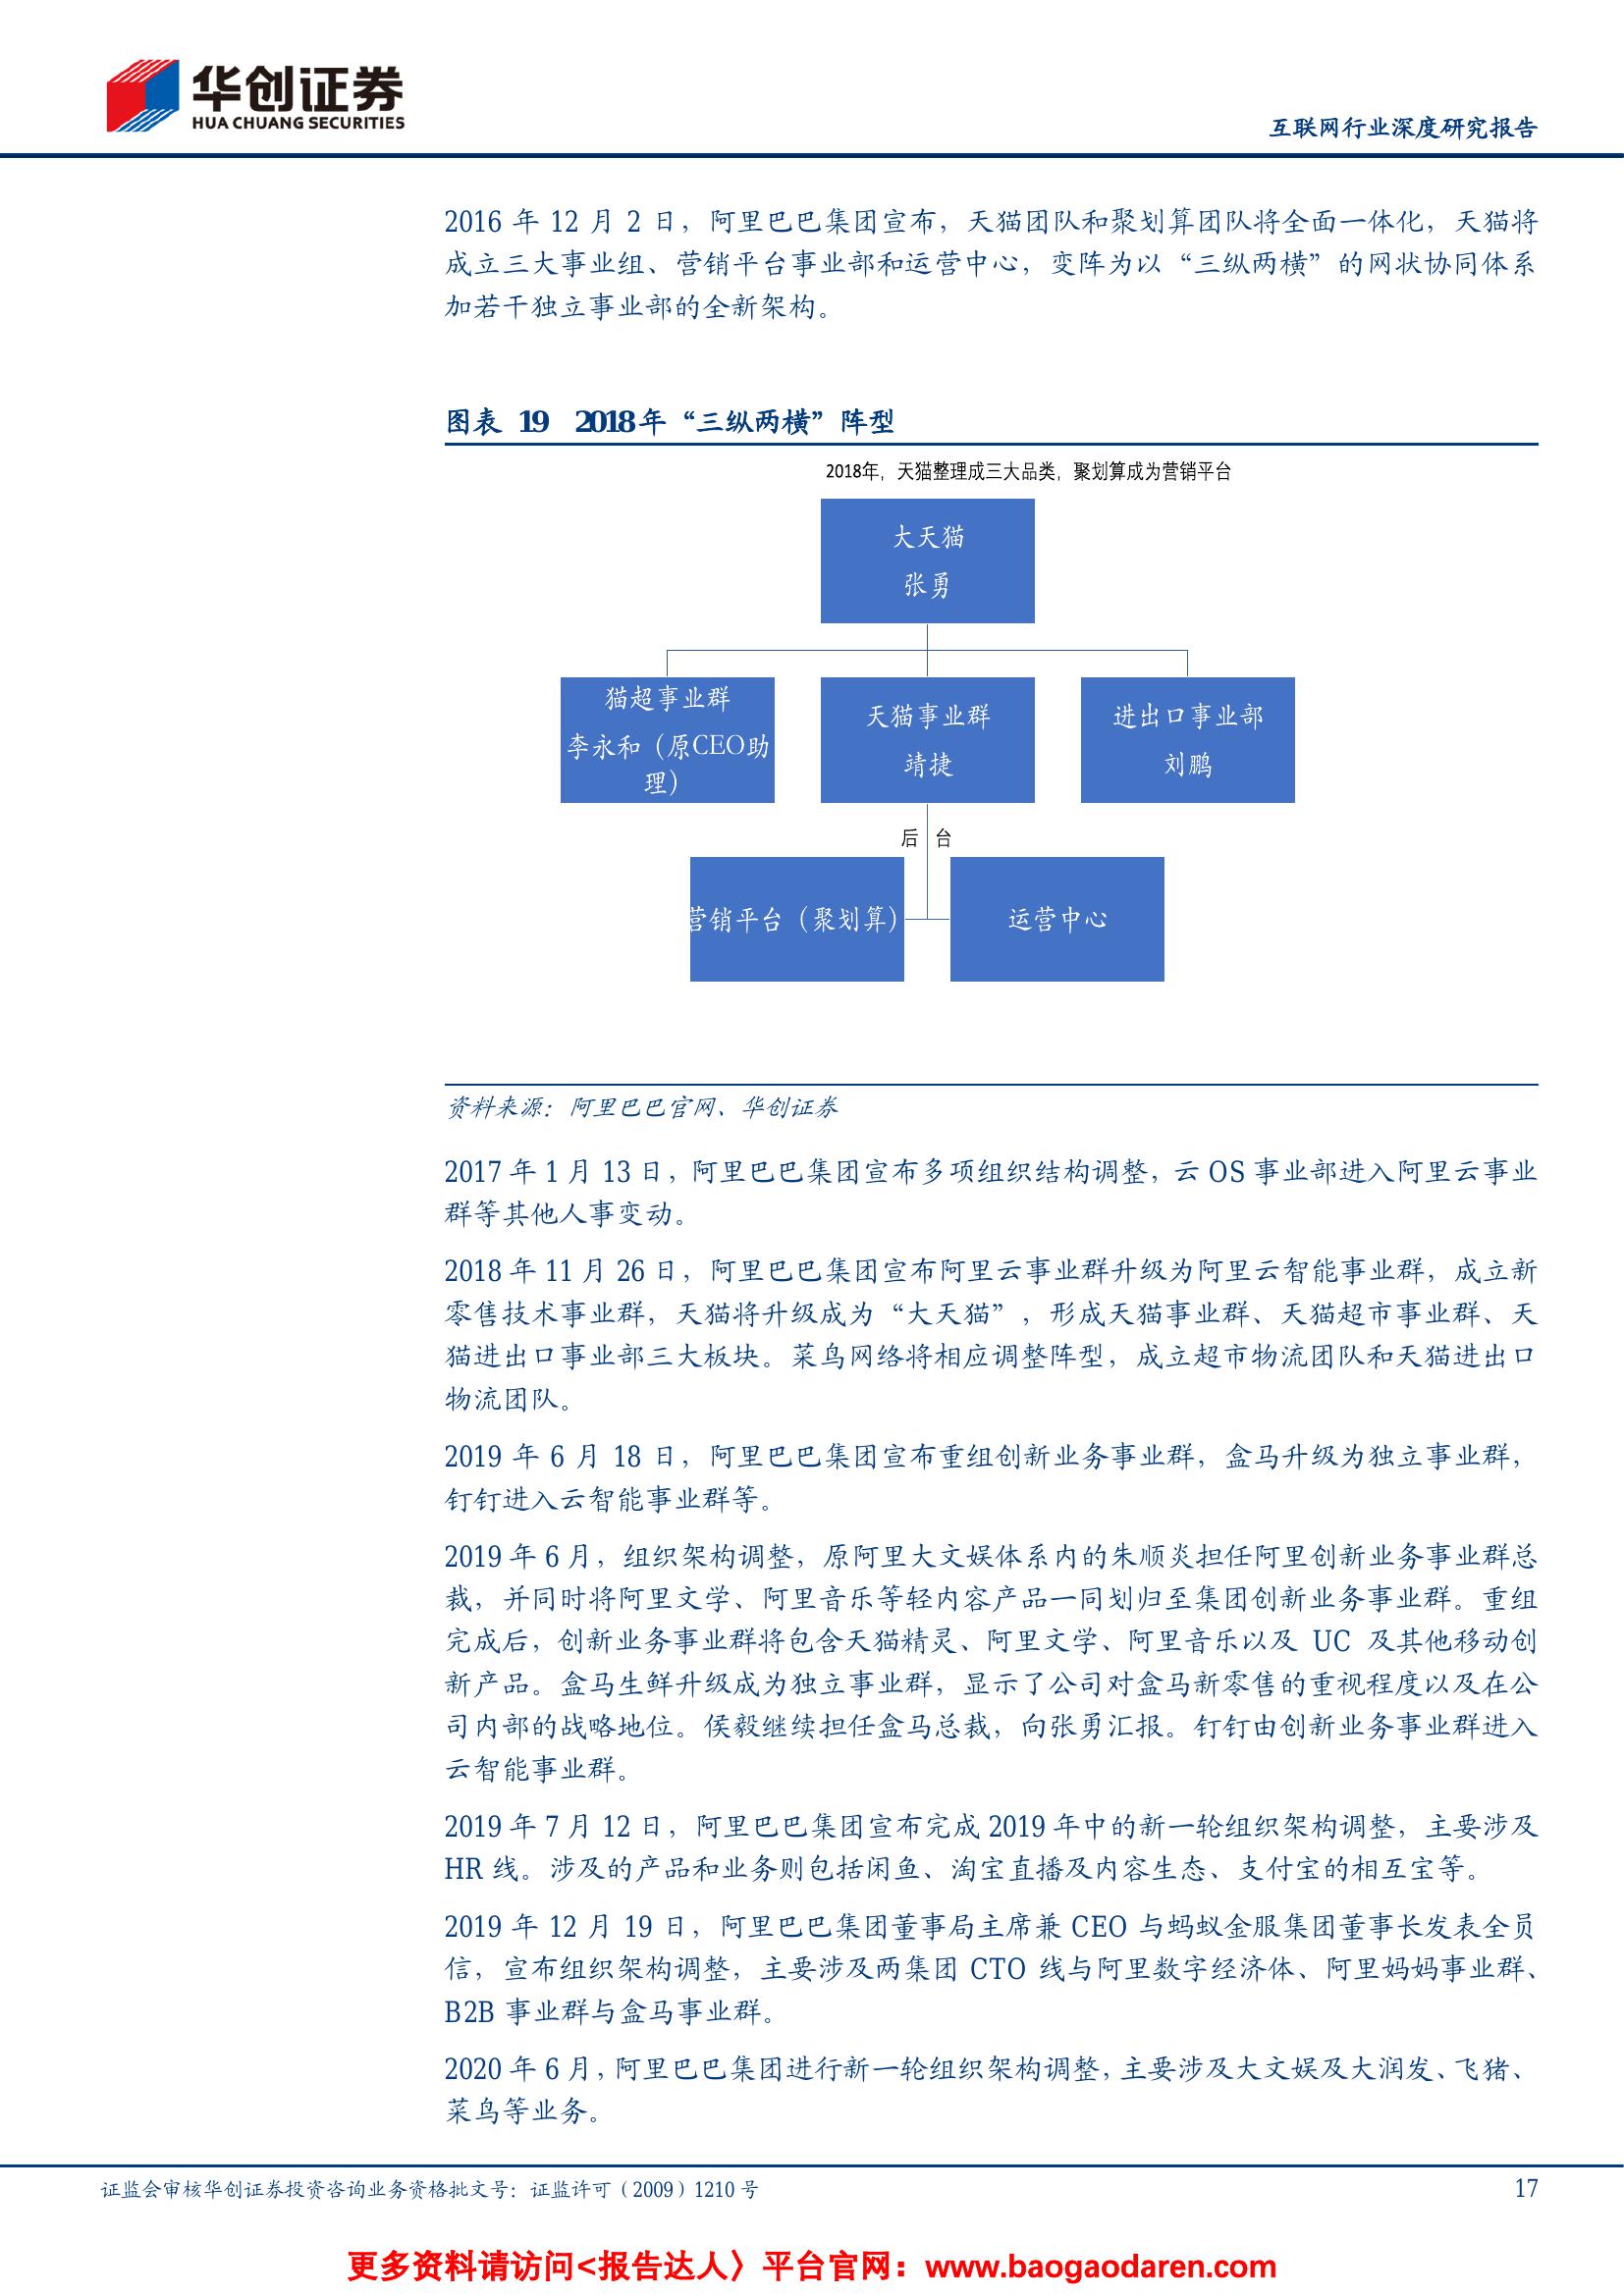 华创证券
HUA CHUANG SECURITIES
互联网行业深度研究报告
2016 年 12 月 2 日，阿里巴巴集团宣布，天猫团队和聚划算团队将全面一体化，天猫将
成立三大事业组、营销平台事业部和运营中心，变阵为以“三纵两横”的网状协同体系
加若干独立事业部的全新架构。
图表 19 2018年“三纵两横”阵型
2018年，天猫整理成三大品类，聚划算成为营销平台
大天猫
张勇
猫超事业群
李永和（原CEO助
理）
天猫事业群
靖捷
进出口事业部
刘鹏
后 台
营销平台（聚划算）
运营中心
资料来源：阿里巴巴官网、华创证券
2017 年 1 月 13 日，阿里巴巴集团宣布多项组织结构调整，云 OS 事业部进入阿里云事业
群等其他人事变动。
2018 年 11 月 26 日，阿里巴巴集团宣布阿里云事业群升级为阿里云智能事业群，成立新
零售技术事业群，天猫将升级成为“大天猫”，形成天猫事业群、天猫超市事业群、天
猫进出口事业部三大板块。菜鸟网络将相应调整阵型，成立超市物流团队和天猫进出口
物流团队。
2019 年 6 月 18 日，阿里巴巴集团宣布重组创新业务事业群，盒马升级为独立事业群，
钉钉进入云智能事业群等。
2019 年 6 月，组织架构调整，原阿里大文娱体系内的朱顺炎担任阿里创新业务事业群总
裁，并同时将阿里文学、阿里音乐等轻内容产品一同划归至集团创新业务事业群。重组
完成后，创新业务事业群将包含天猫精灵、阿里文学、阿里音乐以及 UC 及其他移动创
新产品。盒马生鲜升级成为独立事业群，显示了公司对盒马新零售的重视程度以及在公
司内部的战略地位。侯毅继续担任盒马总裁，向张勇汇报。钉钉由创新业务事业群进入
云智能事业群。
2019 年 7 月 12 日，阿里巴巴集团宣布完成 2019 年中的新一轮组织架构调整，主要涉及
HR 线。涉及的产品和业务则包括闲鱼、淘宝直播及内容生态、支付宝的相互宝等。
2019 年 12 月 19 日，阿里巴巴集团董事局主席兼 CEO 与蚂蚁金服集团董事长发表全员
信，宣布组织架构调整，主要涉及两集团 CTO 线与阿里数字经济体、阿里妈妈事业群、
B2B 事业群与盒马事业群。
2020 年 6 月，阿里巴巴集团进行新一轮组织架构调整，主要涉及大文娱及大润发、飞猪、
菜鸟等业务。
证监会审核华创证券投资咨询业务资格批文号：证监许可（2009）1210 号
17
更多资料请访问<报告达人〉平台官网：www.baogaodaren.com